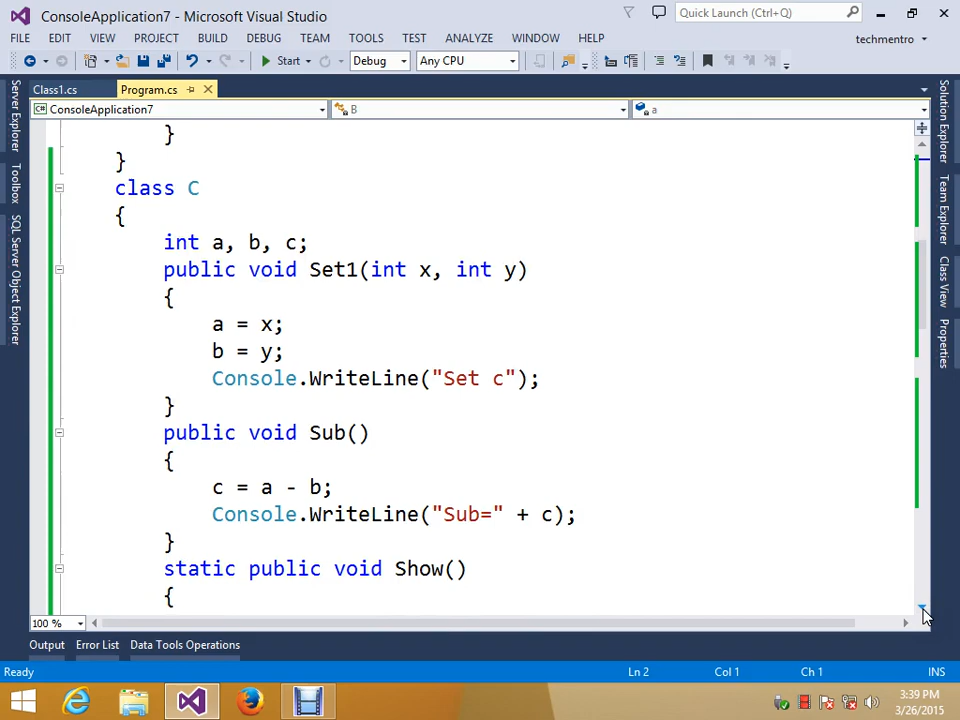 ConsoleApplication7 - Microsoft Visual Studio
Quick Launch (Ctrl+Q)
FILE EDIT VIEW PROJECT BUILD DEBUG TEAM TOOLS TEST ANALYZE WINDOW HELP
techmentro
Start Debug Any CPU
Class1.cs Program.cs
C# ConsoleApplication7 B a
Server Explorer
Toolbox
SQL Server Object Explorer
}
}
class C
{
int a, b, c;
public void Set1(int x, int y)
{
a = x;
b = y;
Console.WriteLine("Set c");
}
public void Sub()
{
c = a - b;
Console.WriteLine("Sub=" + c);
}
static public void Show()
{
Solution Explorer
Team Explorer
Class View
Properties
100 %
Output Error List Data Tools Operations
Ready Ln 2 Col 1 Ch 1 INS
3:39 PM
3/26/2015